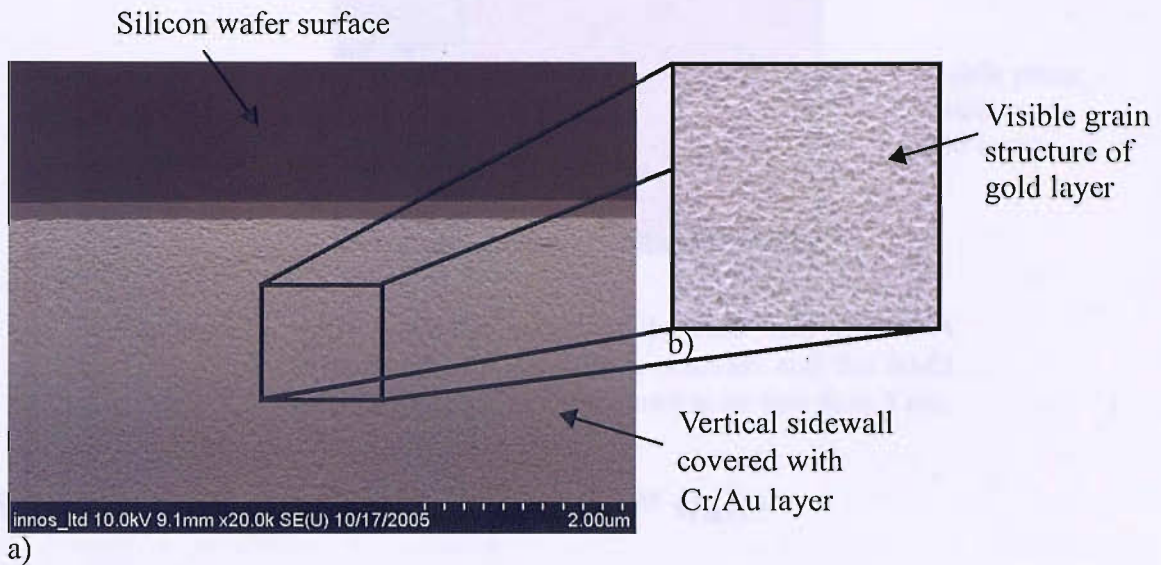 Silicon wafer surface
Visible grain
structure of
gold layer
b)
Vertical sidewall
covered with
Cr/Au layer
innos_ltd 10.0kV 9.1mm x20.0k SE(U) 10/17/2005 2.00um
a)